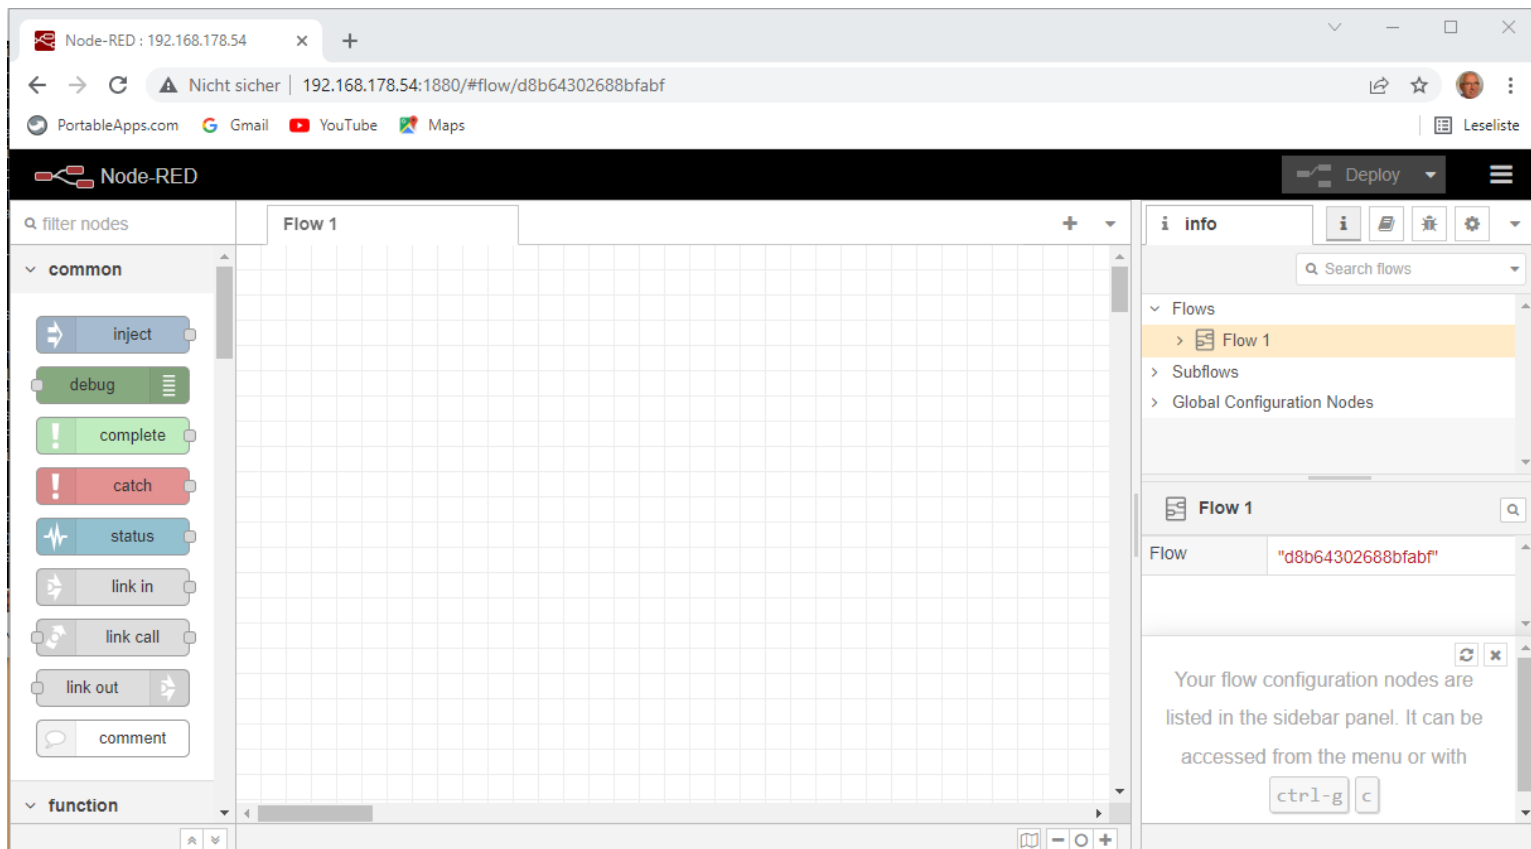 Node-RED : 192.168.178.54
Nicht sicher
192.168.178.54:1880/#flow/d8b64302688bfabf
PortableApps.com
Gmail
YouTube
Maps
Leseliste
Node-RED
Deploy
filter nodes
Flow 1
info
common
Search flows
inject
debug
complete
catch
status
link in
link call
link out
comment
function
Flows
Flow 1
Subflows
Global Configuration Nodes
Flow 1
Flow
"d8b64302688bfabf"
Your flow configuration nodes are
listed in the sidebar panel. It can be
accessed from the menu or with
ctrl-g c